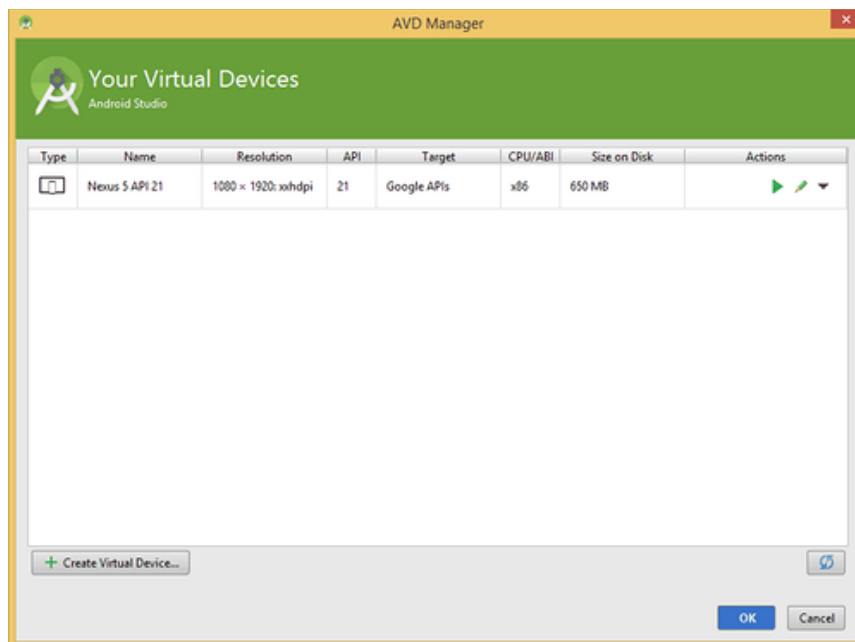 AVD Manager
Your Virtual Devices
Android Studio
Type Name Resolution API Target CPU/ABI Size on Disk Actions
Nexus 5 API 21 1080 × 1920: xxhdpi 21 Google APIs x86 650 MB
Create Virtual Device...
OK Cancel